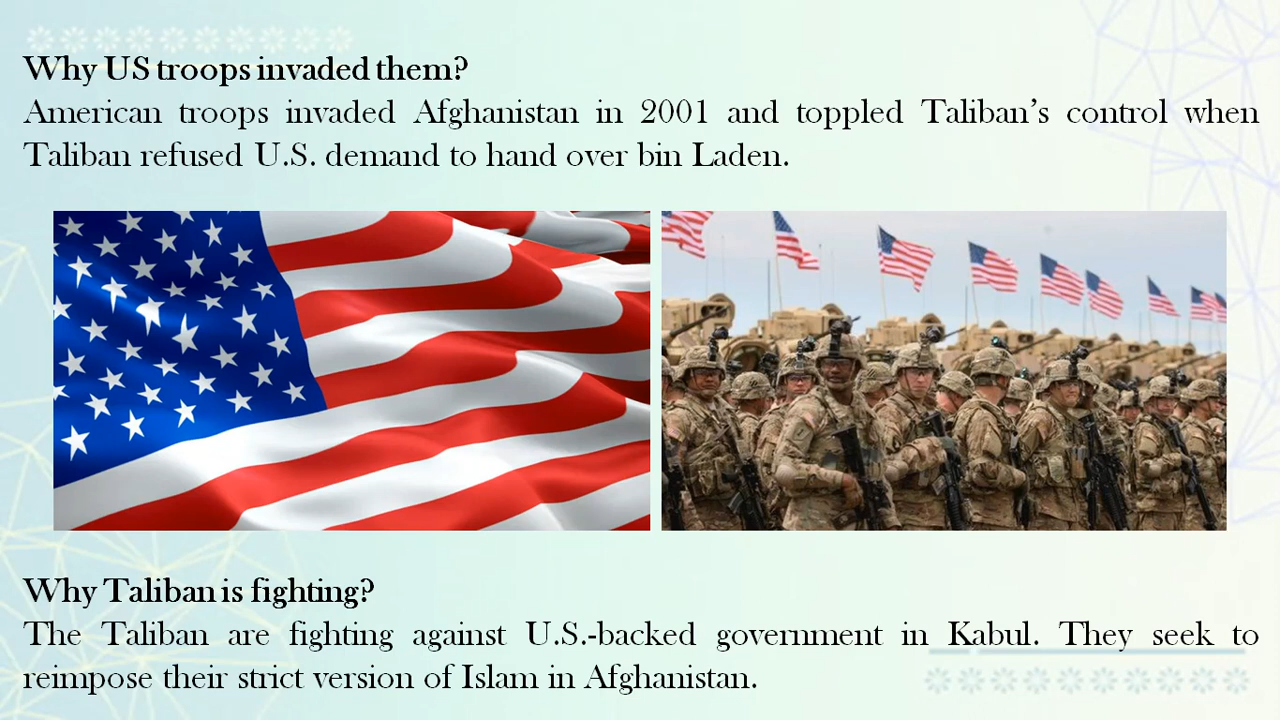 Why US troops invaded them?
American troops invaded Afghanistan in 2001 and toppled Taliban’s control when
Taliban refused U.S. demand to hand over bin Laden.
Why Taliban is fighting?
The Taliban are fighting against U.S.-backed government in Kabul. They seek to
reimpose their strict version of Islam in Afghanistan.